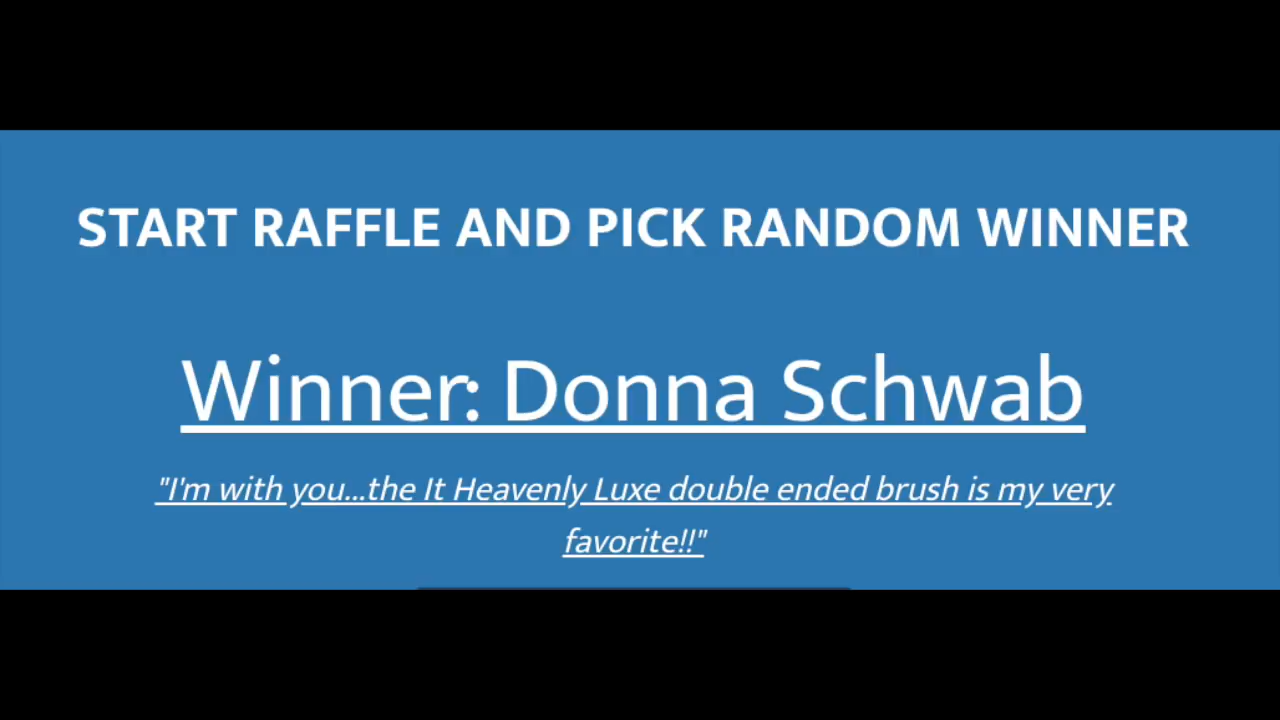 START RAFFLE AND PICK RANDOM WINNER
Winner: Donna Schwab
"I'm with you...the It Heavenly Luxe double ended brush is my very
favorite!!"